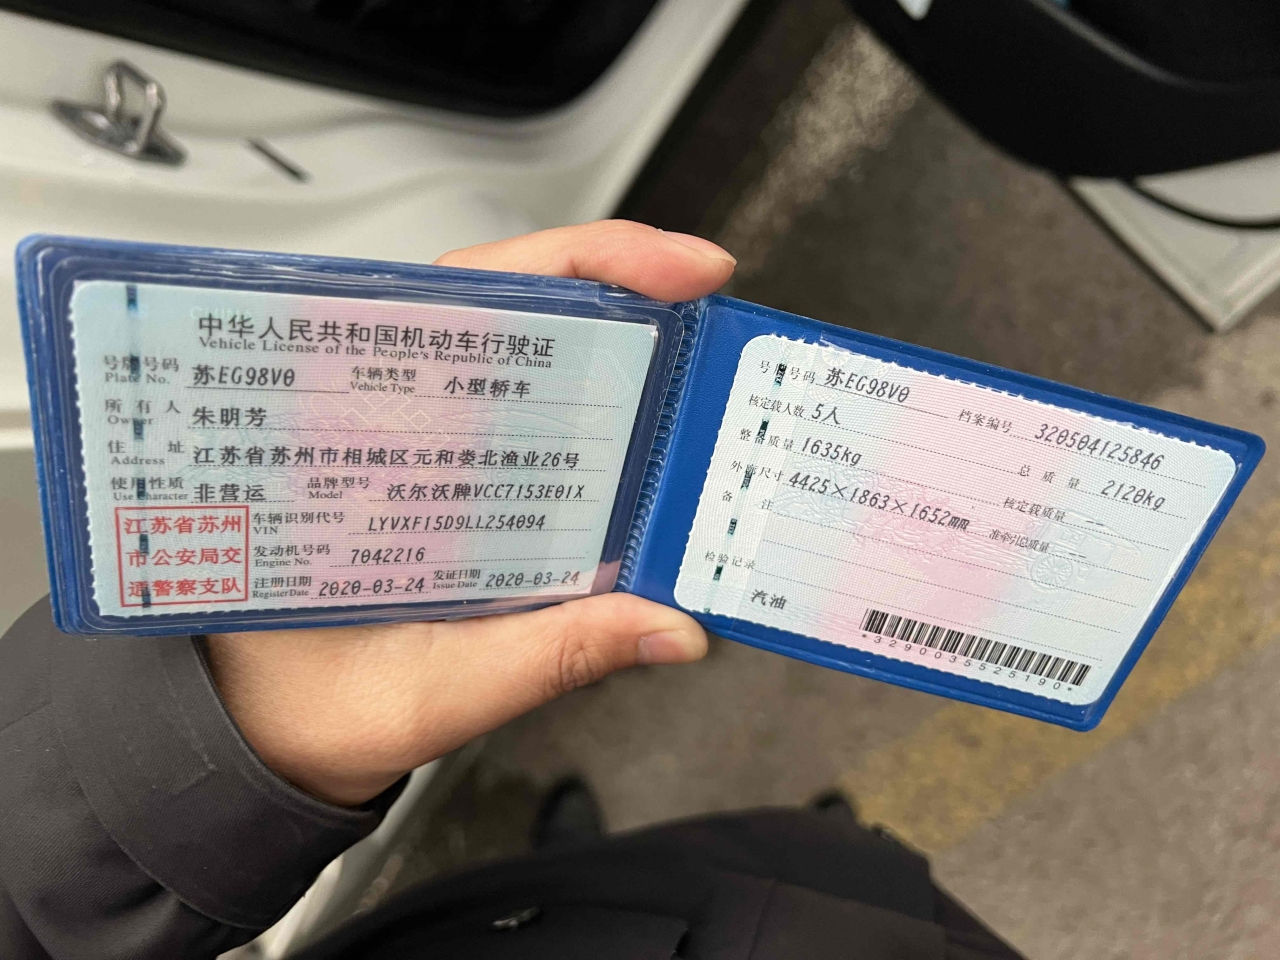 中华人民共和国机动车行驶证
Vehicle License of the People's Republic of China
号牌号码 苏EG98V0 车辆类型 小型轿车
Plate No. Vehicle Type
所有人 朱明芳
Owner
住址 江苏省苏州市相城区元和娄北渔业26号
Address
使用性质 非营运 品牌型号 沃尔沃牌VCC7153E01X
Use Character Model
江苏省苏州
市公安局交
通警察支队
车辆识别代号 LYVXF15D9LL254094
VIN
发动机号码 7042216
Engine No.
注册日期 2020-03-24 发证日期 2020-03-24
Register Date Issue Date
号牌号码 苏EG98V0 档案编号 320504125846
核定载人数 5人 总质量 2120kg
整备质量 1635kg 核定载质量 --
外廓尺寸 4425×1863×1652mm 准牵引总质量 --
备注
检验记录
汽油
*3290035525190*